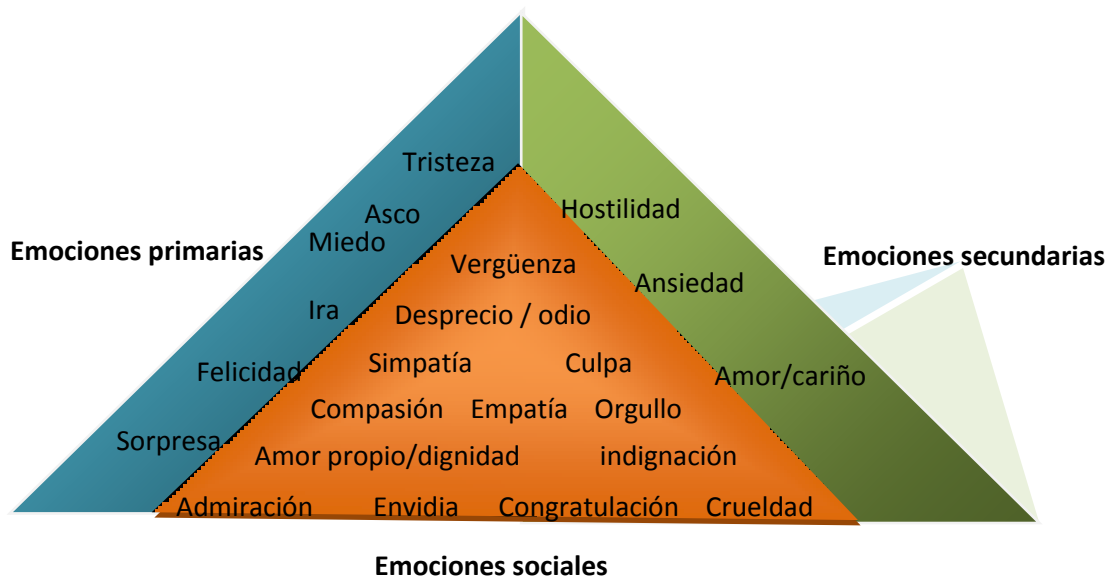 Tristeza
Asco
Hostilidad
Miedo
Emociones primarias
Emociones secundarias
Vergüenza
Ansiedad
Ira
Desprecio / odio
Simpatía
Culpa
Felicidad
Amor/cariño
Compasión
Empatía
Orgullo
Sorpresa
Amor propio/dignidad
indignación
Admiración
Envidia
Congratulación
Crueldad
Emociones sociales